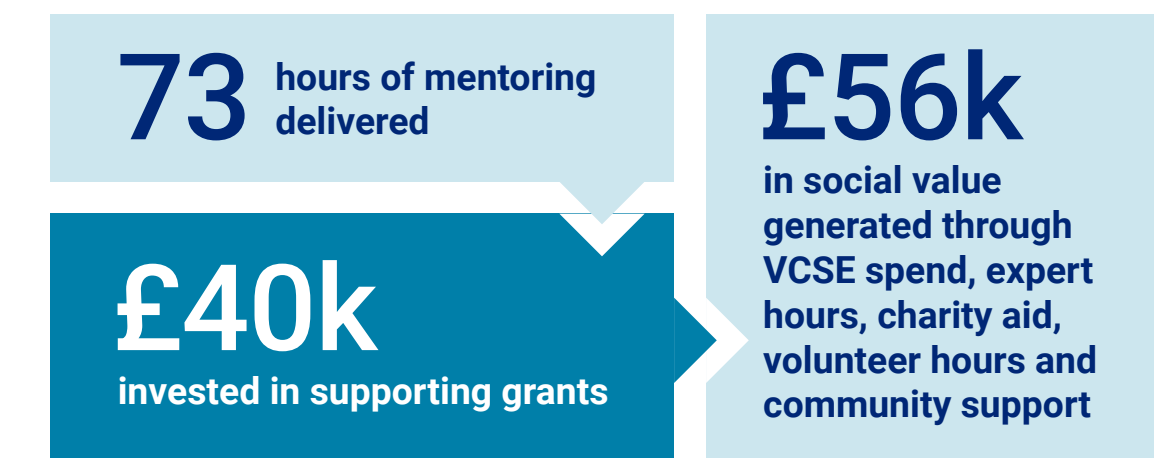 73
hours of mentoring
delivered
£40k
invested in supporting grants
£56k
in social value
generated through
VCSE spend, expert
hours, charity aid,
volunteer hours and
community support